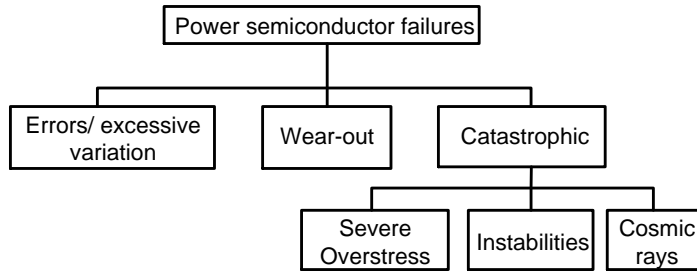 Power semiconductor failures
Errors/ excessive
variation
Wear-out
Catastrophic
Severe
Overstress
Instabilities
Cosmic
rays